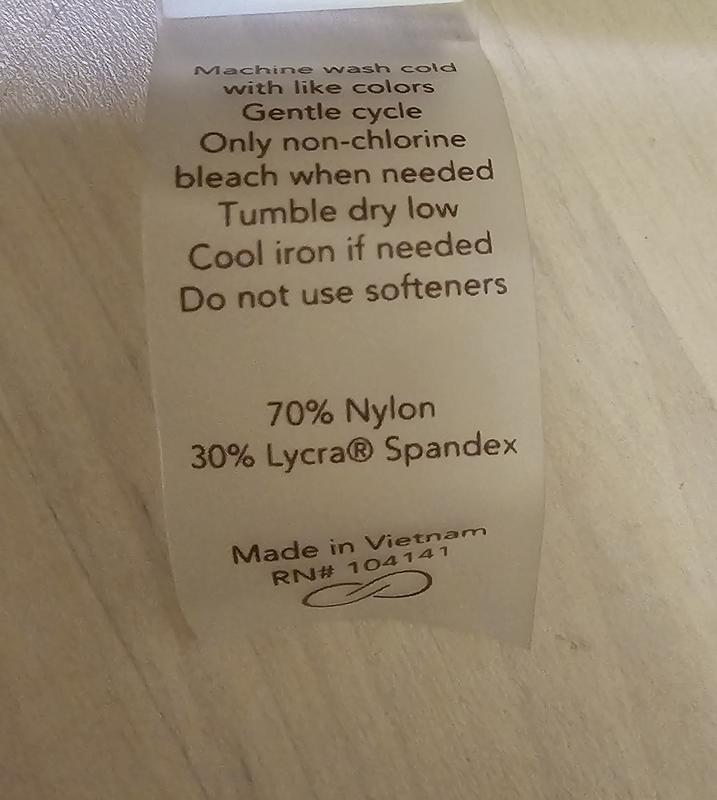 Machine wash cold
with like colors
Gentle cycle
Only non-chlorine
bleach when needed
Tumble dry low
Cool iron if needed
Do not use softeners
70% Nylon
30% Lycra® Spandex
Made in Vietnam
RN# 104141